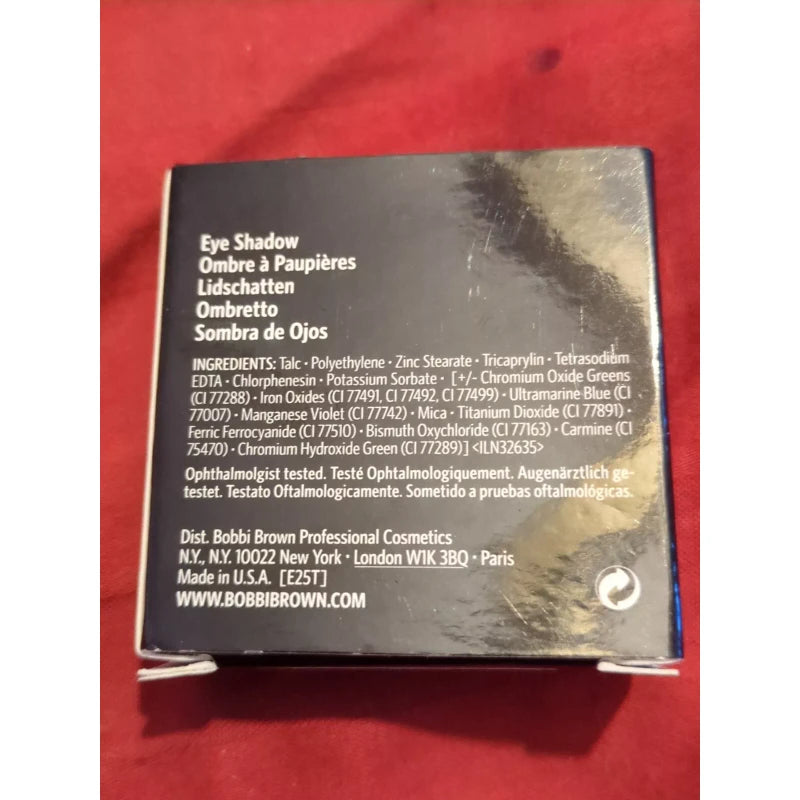 Eye Shadow
Ombre à Paupières
Lidschatten
Ombretto
Sombra de Ojos
INGREDIENTS: Talc • Polyethylene • Zinc Stearate • Tricaprylin • Tetrasodium
EDTA • Chlorphenesin • Potassium Sorbate • [+/- Chromium Oxide Greens
(CI 77288) • Iron Oxides (CI 77491, CI 77492, CI 77499) • Ultramarine Blue (CI
77007) • Manganese Violet (CI 77742) • Mica • Titanium Dioxide (CI 77891) •
Ferric Ferrocyanide (CI 77510) • Bismuth Oxychloride (CI 77163) • Carmine (CI
75470) • Chromium Hydroxide Green (CI 77289)] <ILN32635>
Ophthalmolgist tested. Testé Ophtalmologiquement. Augenärztlich ge-
testet. Testato Oftalmologicamente. Sometido a pruebas oftalmológicas.
Dist. Bobbi Brown Professional Cosmetics
N.Y., N.Y. 10022 New York • London W1K 3BQ • Paris
Made in U.S.A. [E25T]
WWW.BOBBIBROWN.COM